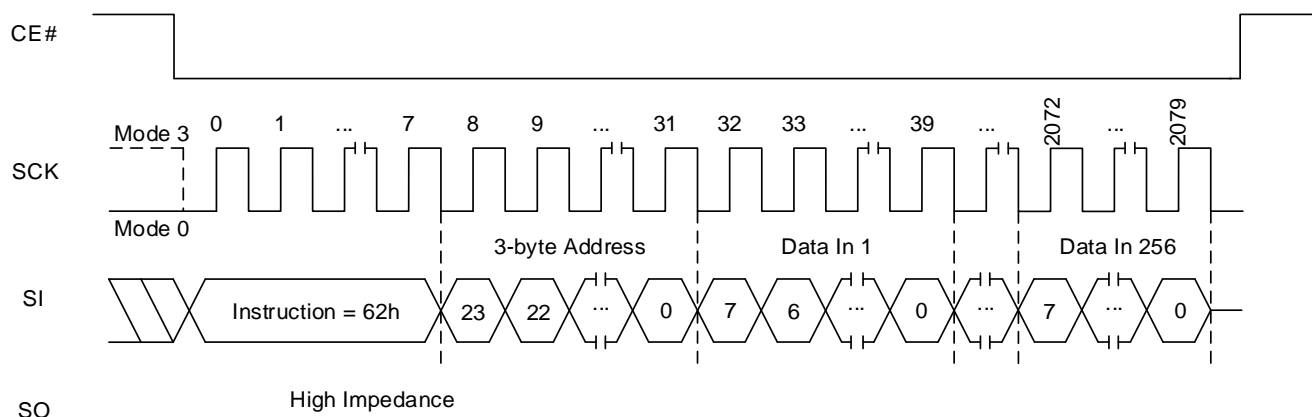 CE#
Mode 3 0 1 ... 7 8 9 ... 31 32 33 ... 39 ... 2072 ... 2079
SCK
Mode 0
3-byte Address Data In 1 Data In 256
SI Instruction = 62h 23 22 ... 0 7 6 ... 0 ... 7 ... 0
High Impedance
SO